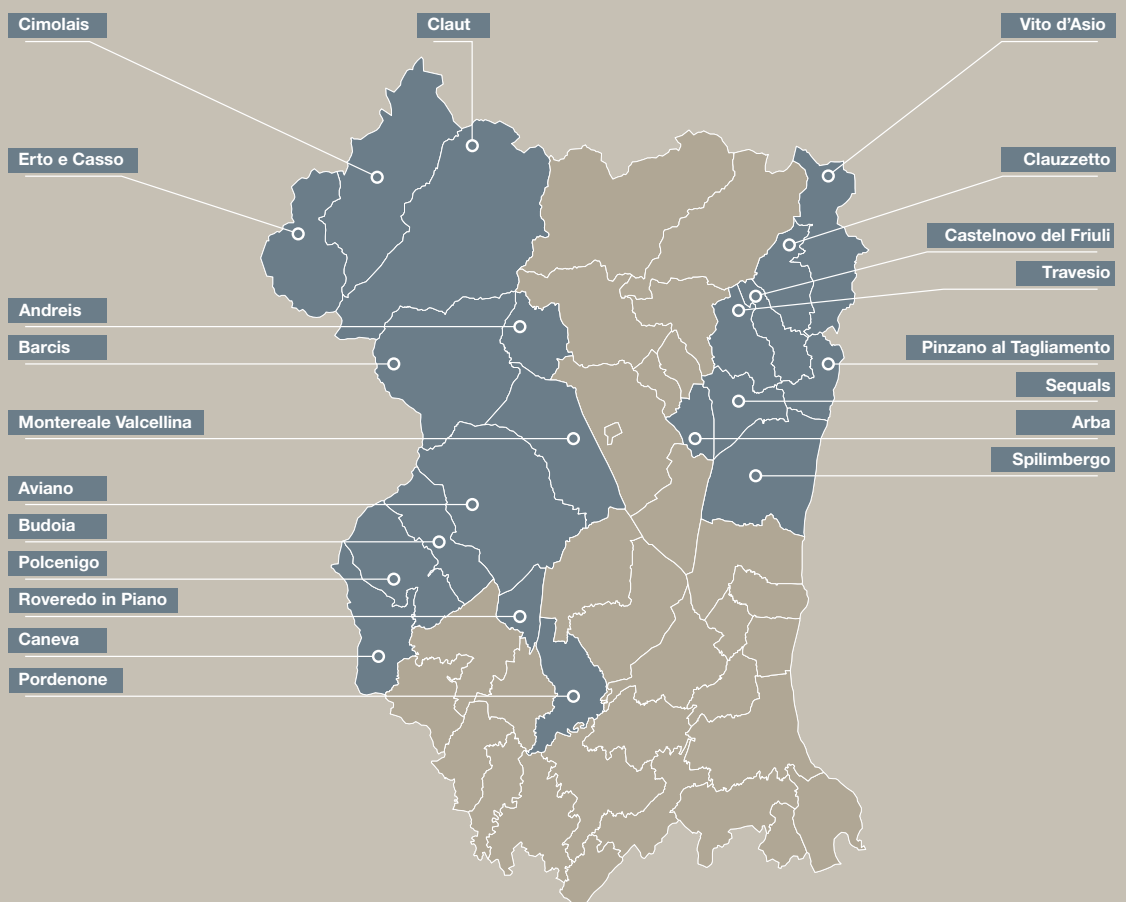 Cimolais
Claut
Vito d’Asio
Erto e Casso
Clauzzetto
Castelnovo del Friuli
Travesio
Andreis
Barcis
Pinzano al Tagliamento
Sequals
Montereale Valcellina
Arba
Spilimbergo
Aviano
Budoia
Polcenigo
Roveredo in Piano
Caneva
Pordenone